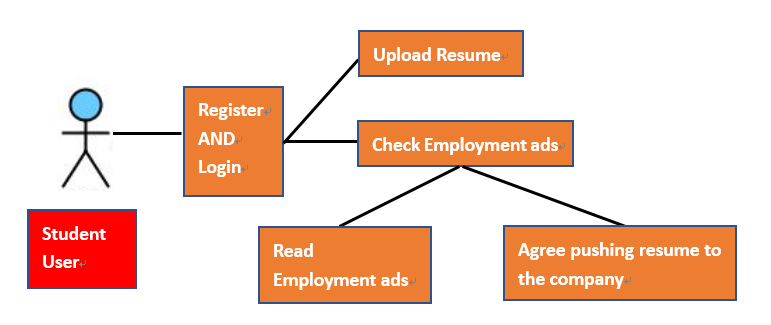 Upload Resume
Register
AND
Login
Check Employment ads
Student
User
Read
Employment ads
Agree pushing resume to
the company